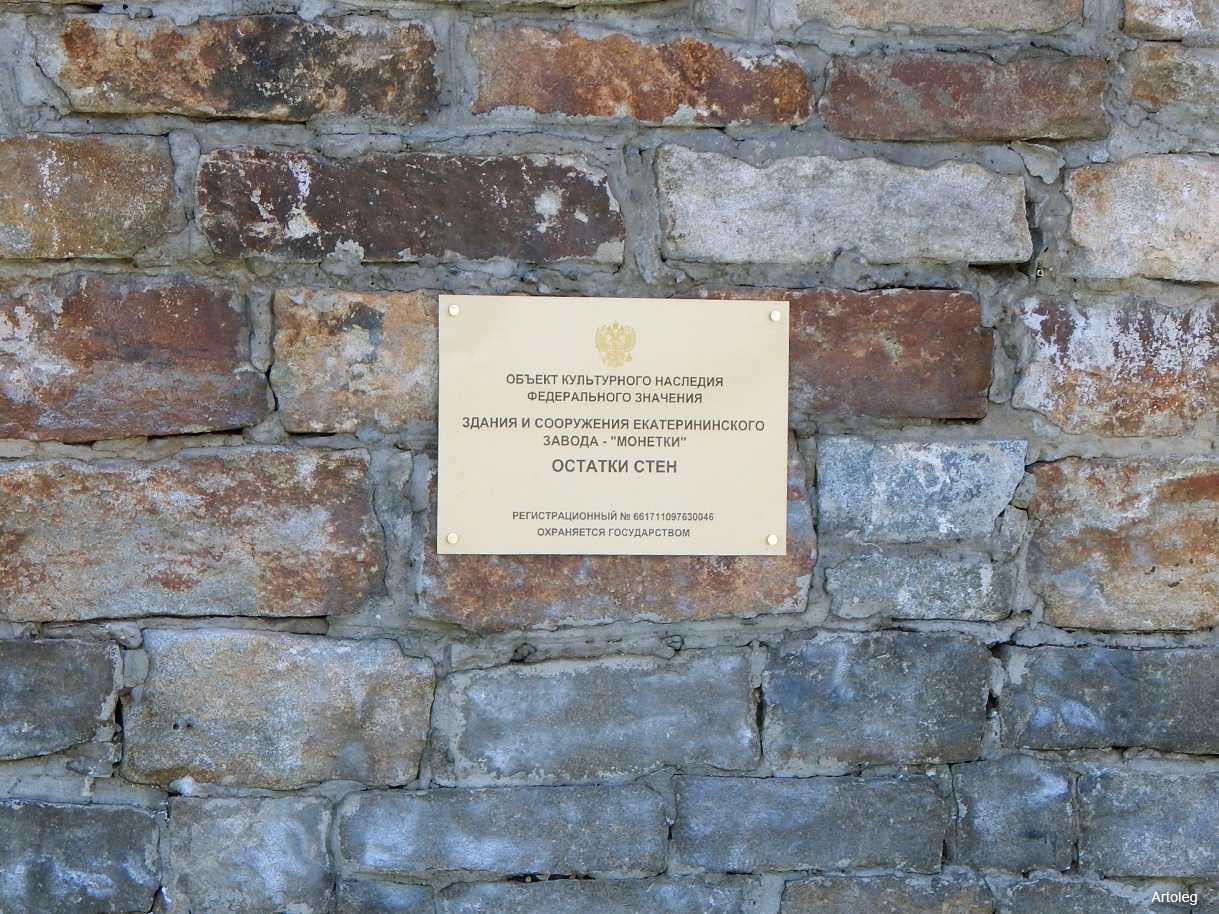 ОБЪЕКТ КУЛЬТУРНОГО НАСЛЕДИЯ
ФЕДЕРАЛЬНОГО ЗНАЧЕНИЯ
ЗДАНИЯ И СООРУЖЕНИЯ ЕКАТЕРИНИНСКОГО
ЗАВОДА - "МОНЕТКИ"
ОСТАТКИ СТЕН
РЕГИСТРАЦИОННЫЙ № 661711097630046
ОХРАНЯЕТСЯ ГОСУДАРСТВОМ
Artoleg